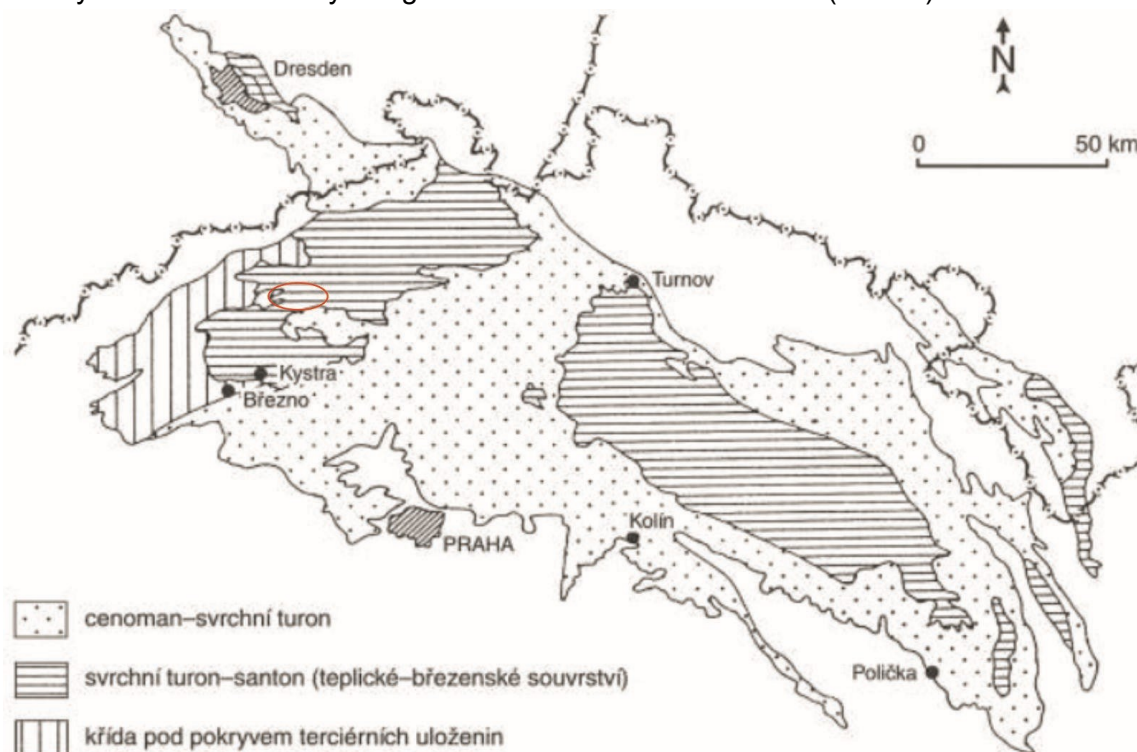 Dresden
N
0 50 km
Turnov
Kystra
Březno
Kolín
PRAHA
Polička
cenoman–svrchní turon
svrchní turon–santon (teplické–březenské souvrství)
křída pod pokryvem terciérních uloženin